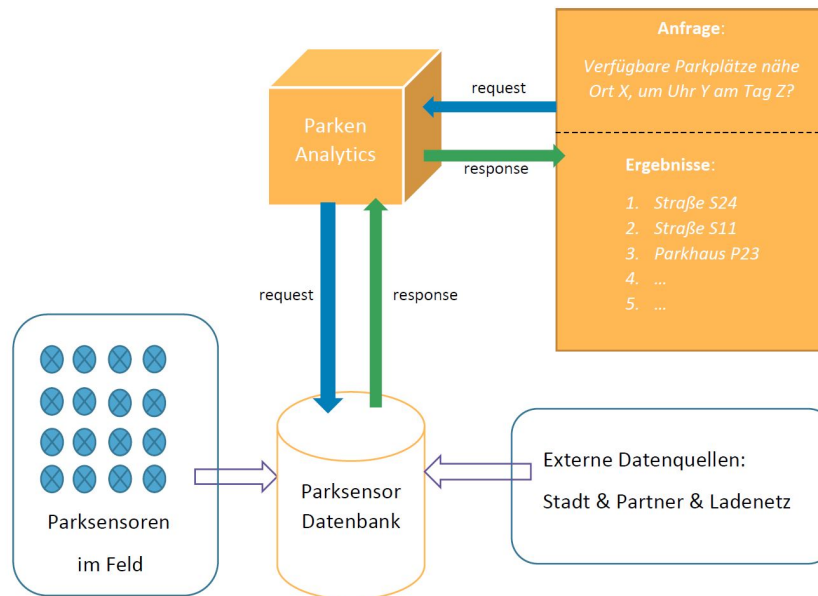 Anfrage:
Verfügbare Parkplätze nähe
Ort X, um Uhr Y am Tag Z?
request
Parken
Analytics
response
Ergebnisse:
1. Straße S24
2. Straße S11
3. Parkhaus P23
4. ...
5. ...
request
response
Parksensoren
im Feld
Parksensor
Datenbank
Externe Datenquellen:
Stadt & Partner & Ladenetz